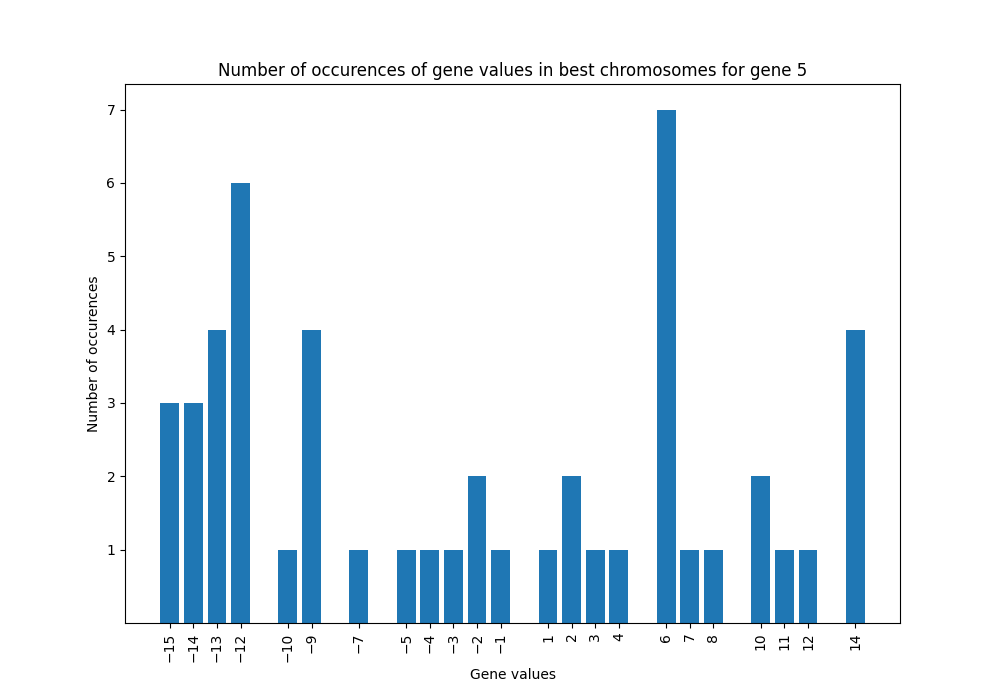 Number of occurences of gene values in best chromosomes for gene 5
Number of occurences
7
6
5
4
3
2
1
−15 −14 −13 −12 −10 −9 −7 −5 −4 −3 −2 −1 1 2 3 4 6 7 8 10 11 12 14
Gene values